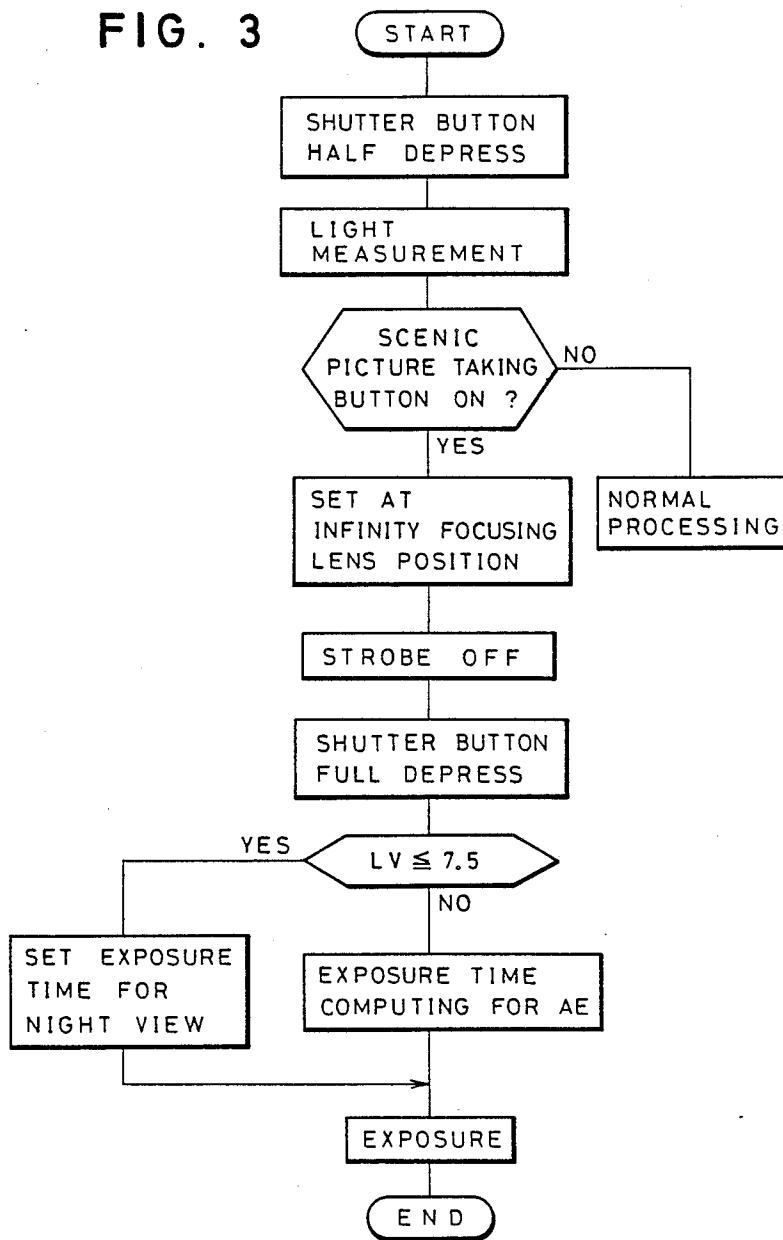 FIG. 3
START
SHUTTER BUTTON
HALF DEPRESS
LIGHT
MEASUREMENT
SCENIC
PICTURE TAKING
BUTTON ON ?
NO
YES
SET AT
INFINITY FOCUSING
LENS POSITION
NORMAL
PROCESSING
STROBE OFF
SHUTTER BUTTON
FULL DEPRESS
YES
LV ≦ 7.5
NO
SET EXPOSURE
TIME FOR
NIGHT VIEW
EXPOSURE TIME
COMPUTING FOR AE
EXPOSURE
END